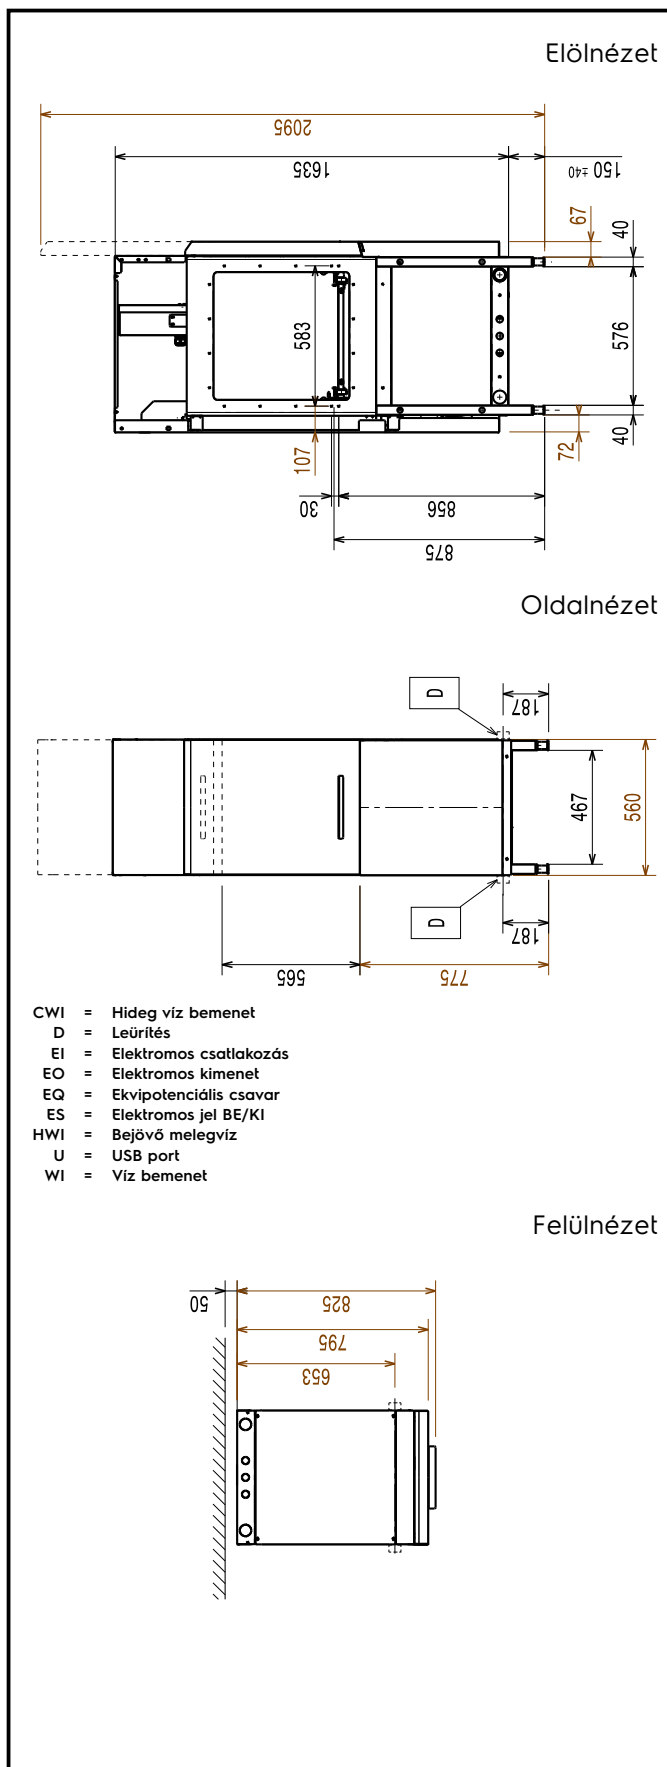 Elölnézet
2095
1635
150 ±40
67
40
583
576
107
72
40
30
856
875
Oldalnézet
D
187
467
560
D
187
565
775
CWI = Hideg víz bemenet
D = Leürítés
EI = Elektromos csatlakozás
EO = Elektromos kimenet
EQ = Ekvipotenciális csavar
ES = Elektromos jel BE/KI
HWI = Bejövő melegvíz
U = USB port
WI = Víz bemenet
Felülnézet
50
825
795
653